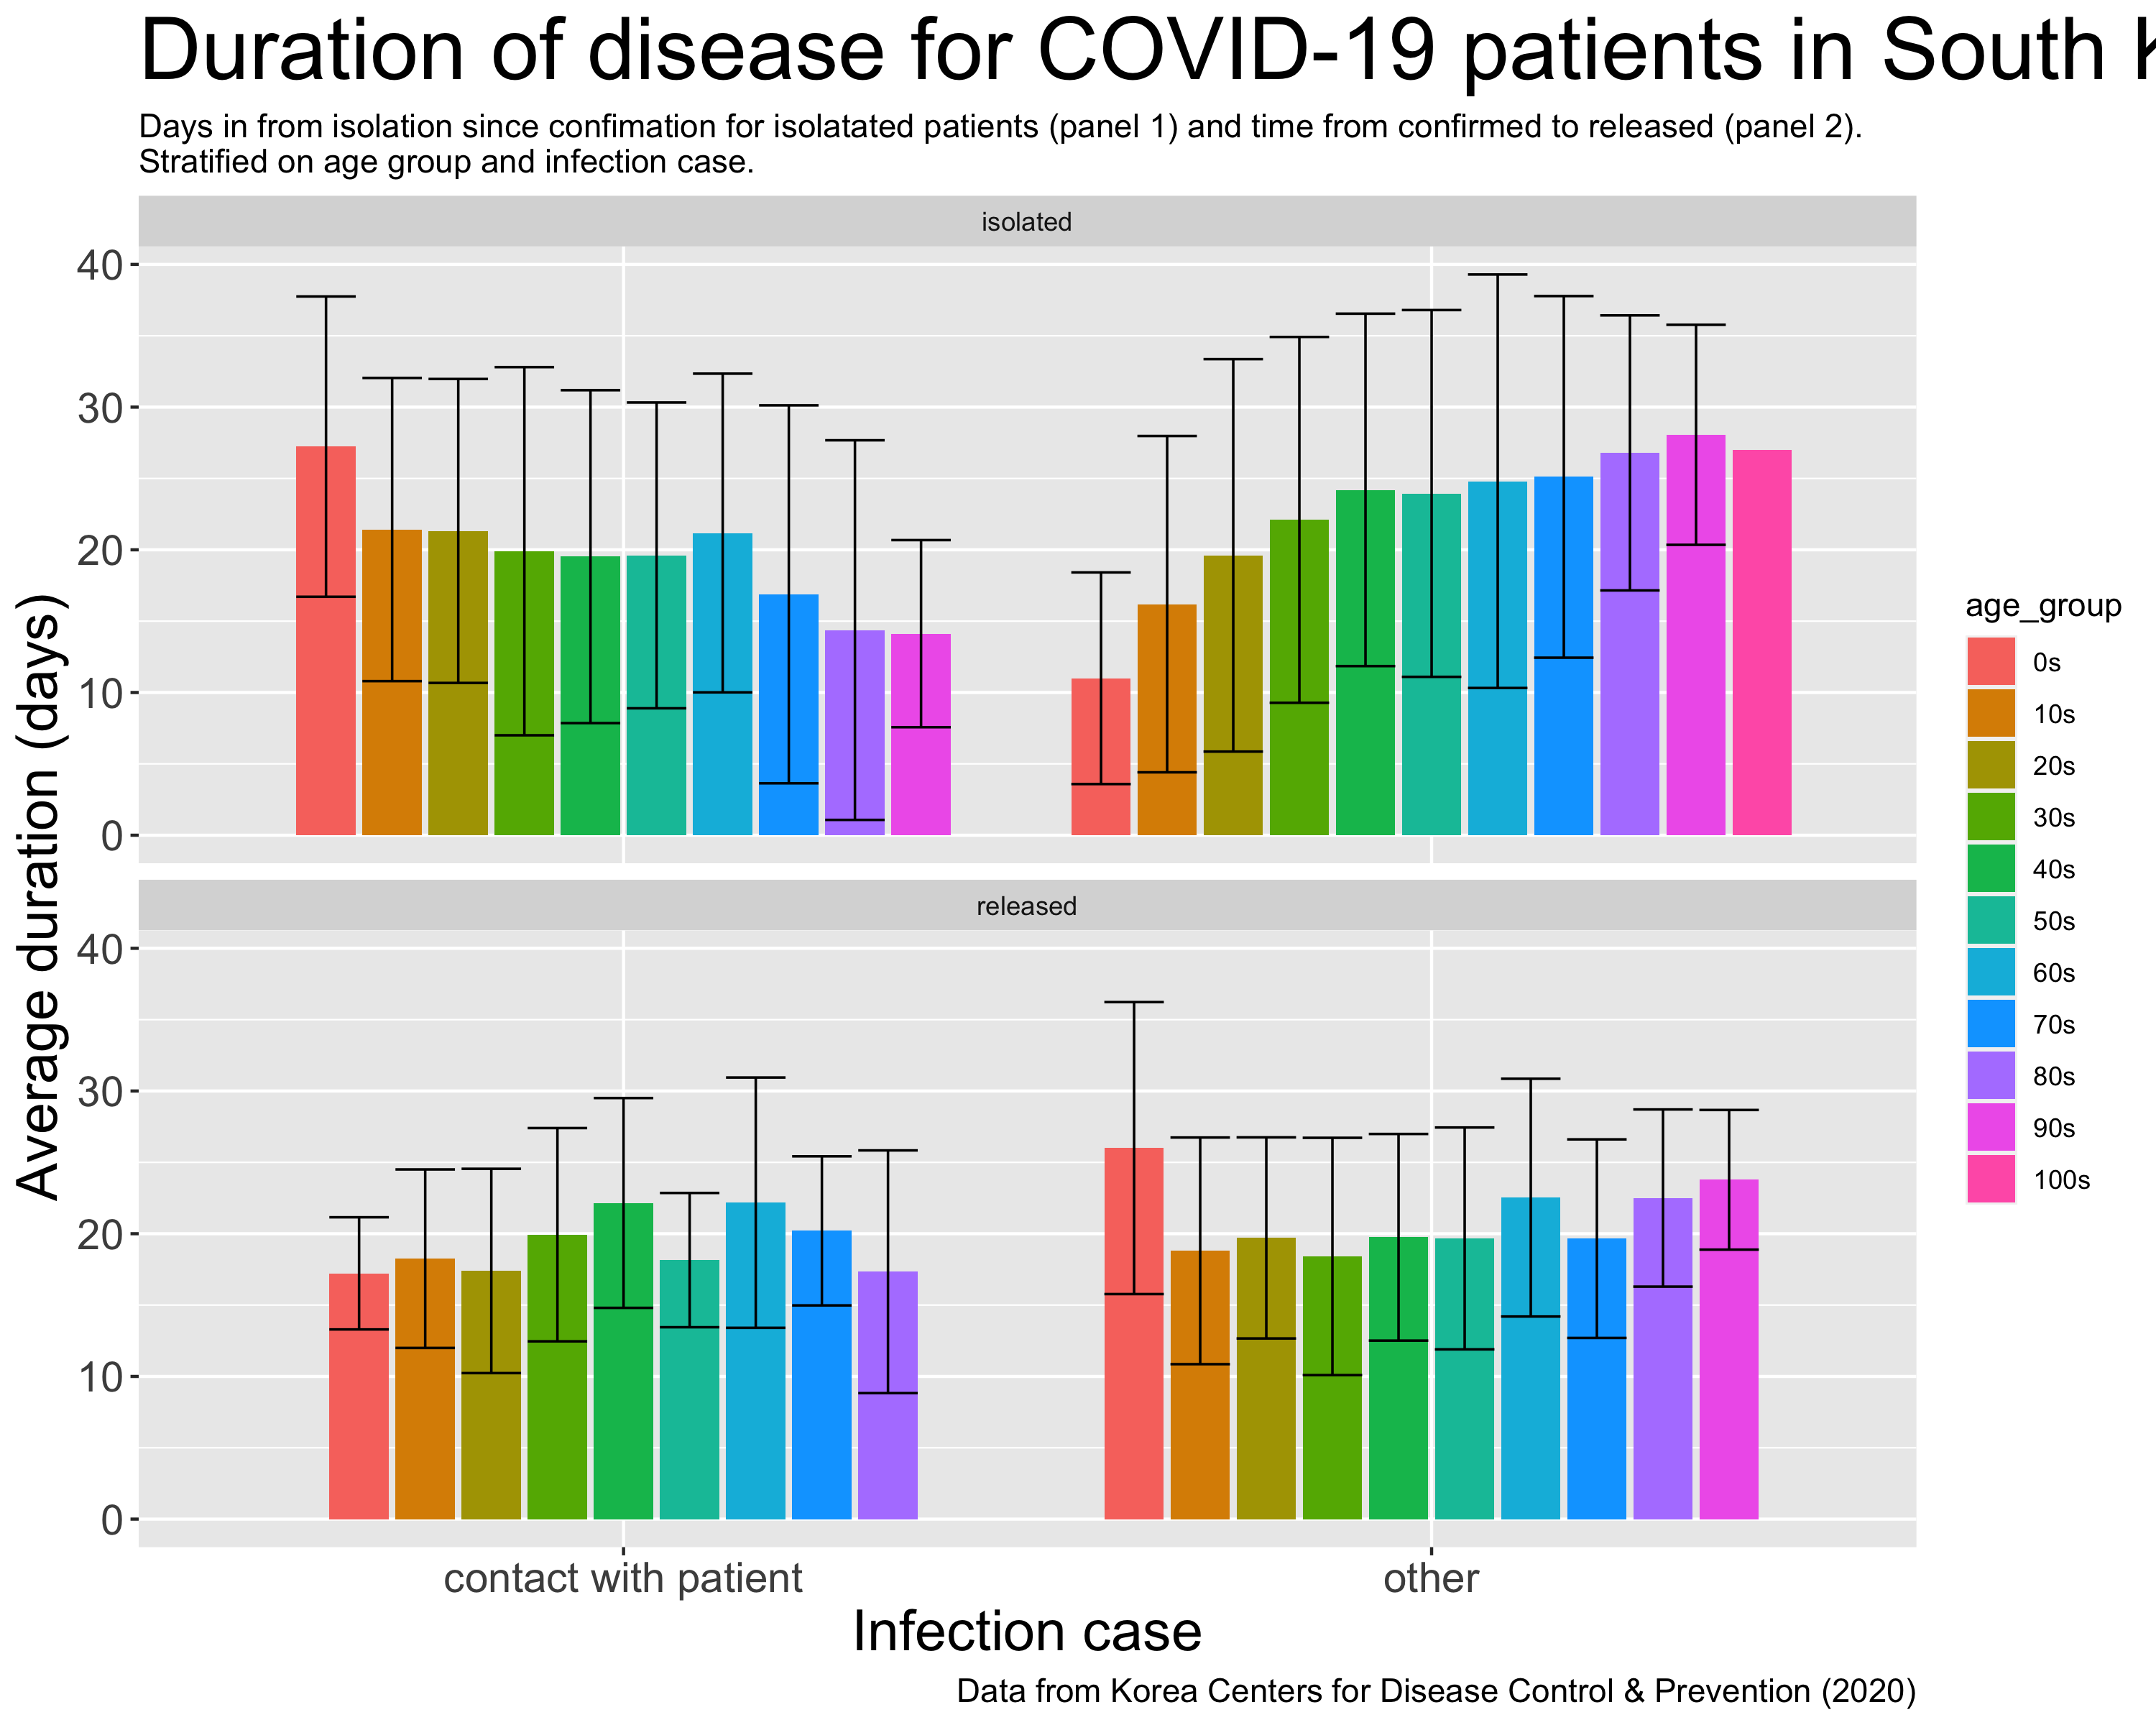 Duration of disease for COVID-19 patients in South
Days in from isolation since confimation for isolatated patients (panel 1) and time from confirmed to released (panel 2).
Stratified on age group and infection case.
isolated
40
30
20
10
0
released
40
30
20
10
0
Average duration (days)
contact with patient
other
Infection case
Data from Korea Centers for Disease Control & Prevention (2020)
age_group
0s
10s
20s
30s
40s
50s
60s
70s
80s
90s
100s